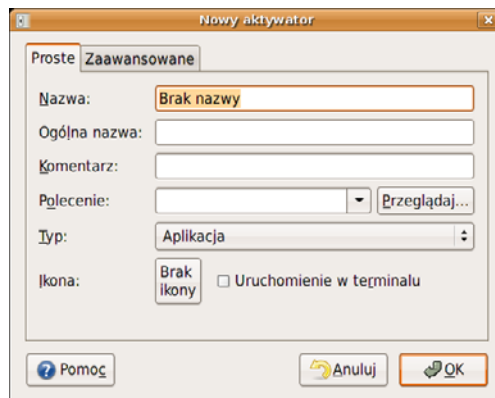 Nowy aktywator
Proste Zaawansowane
Nazwa: Brak nazwy
Ogólna nazwa:
Komentarz:
Polecenie: Przeglądaj...
Typ: Aplikacja
Ikona: Brak ikony Uruchomienie w terminalu
Pomoc Anuluj OK